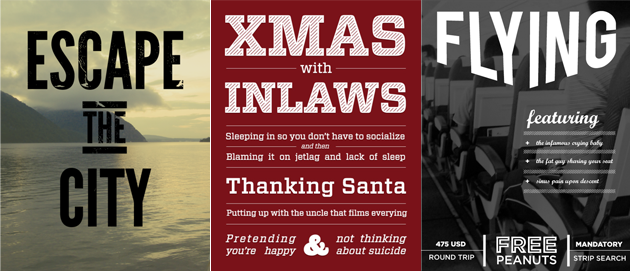 ESCAPE
THE
CITY
XMAS
with
INLAWS
Sleeping in so you don't have to socialize
and then
Blaming it on jetlag and lack of sleep
Thanking Santa
Putting up with the uncle that films everying
Pretending you're happy
&
not thinking about suicide
FLYING
featuring
+ the infamous crying baby
+ the fat guy sharing your seat
+ sinus pain upon descent
475 USD
ROUND TRIP
FREE
PEANUTS
MANDATORY
STRIP SEARCH